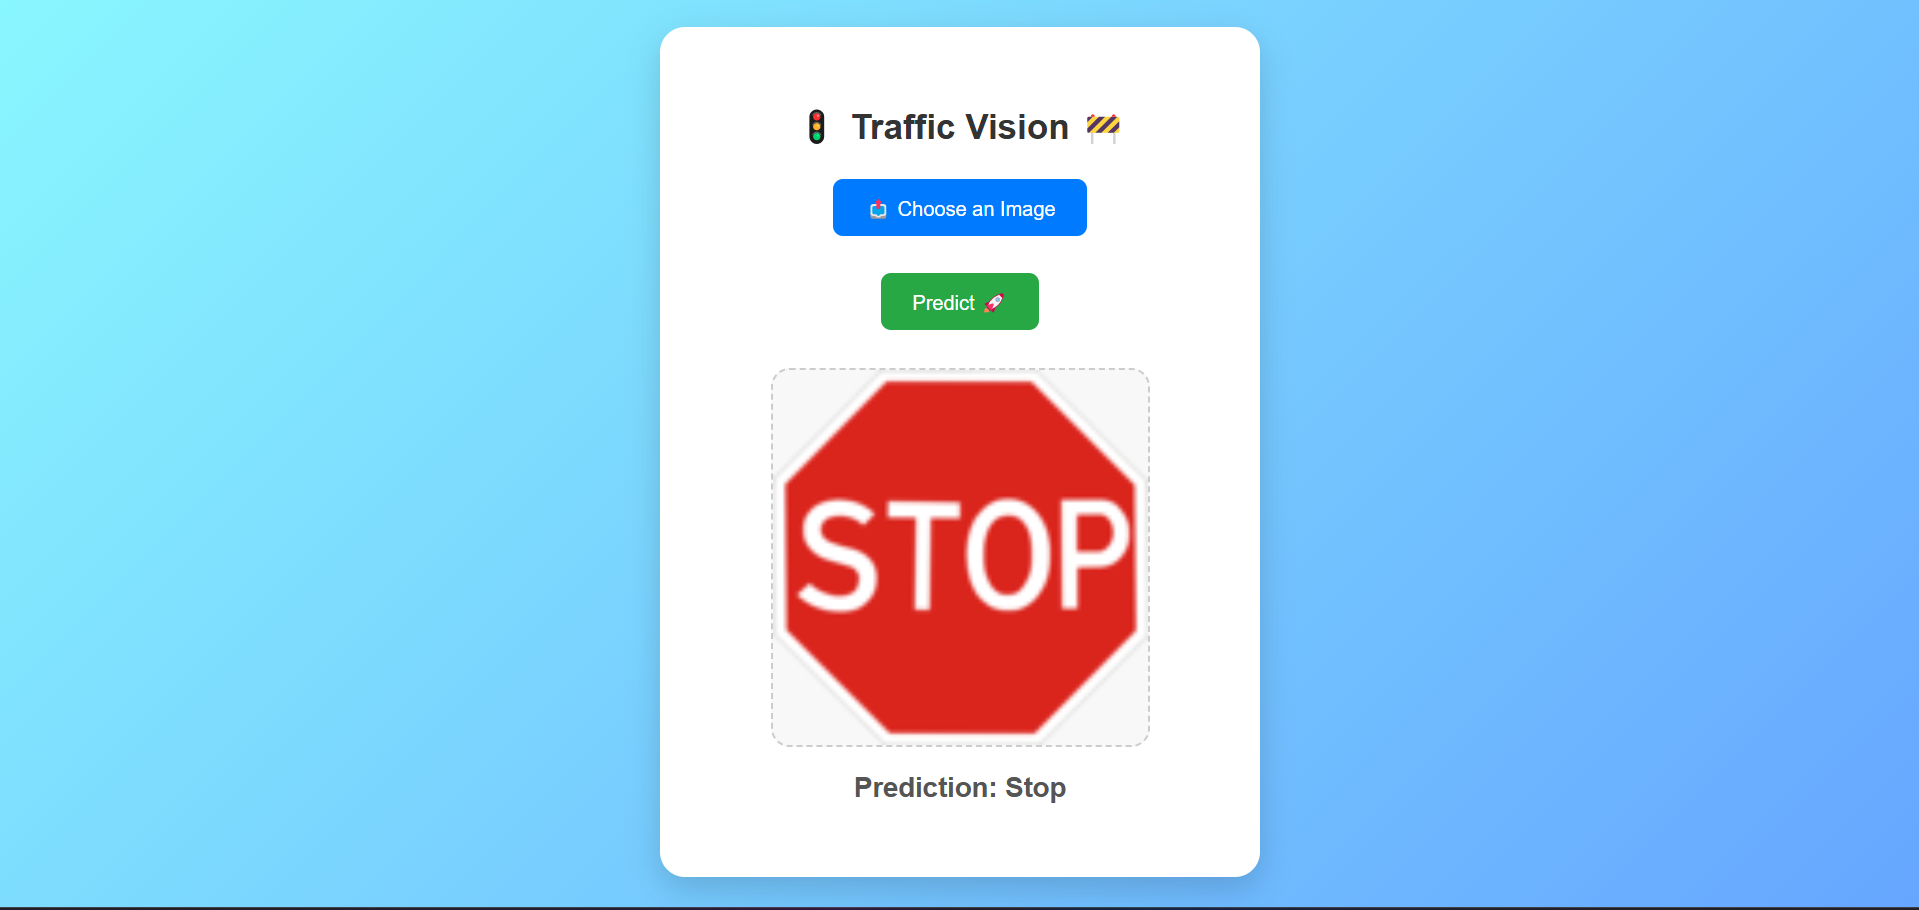 🚦 Traffic Vision 🚧
📤 Choose an Image
Predict 🚀
STOP
Prediction: Stop